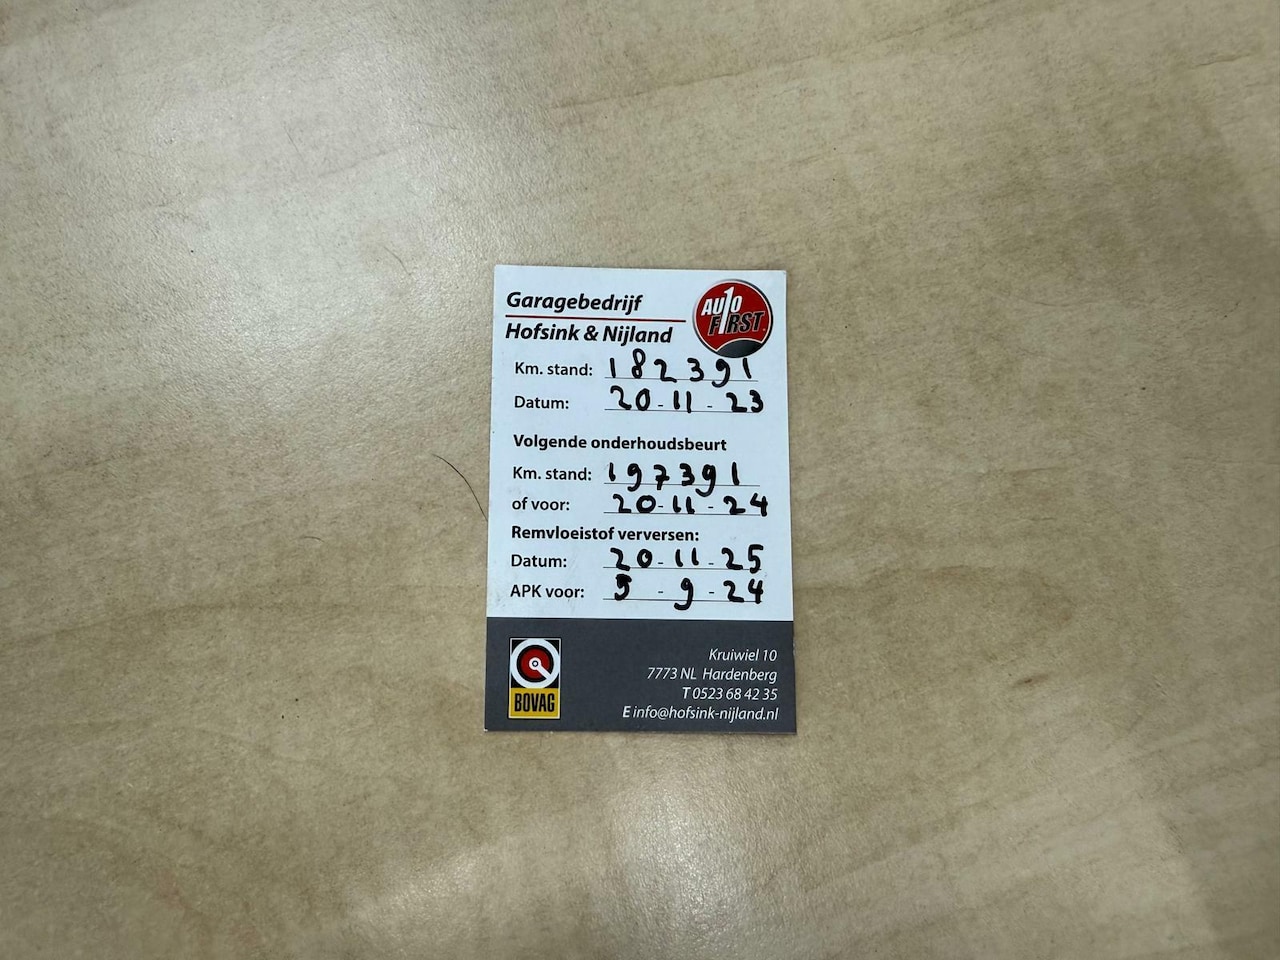 Garagebedrijf
Hofsink & Nijland
AUTO
FIRST
Km. stand: 182391
Datum: 20-11-23
Volgende onderhoudsbeurt
Km. stand: 197391
of voor: 20-11-24
Remvloeistof verversen:
Datum: 20-11-25
APK voor: 9-24
BOVAG
Kruiwiel 10
7773 NL Hardenberg
T 0523 68 42 35
E info@hofsink-nijland.nl